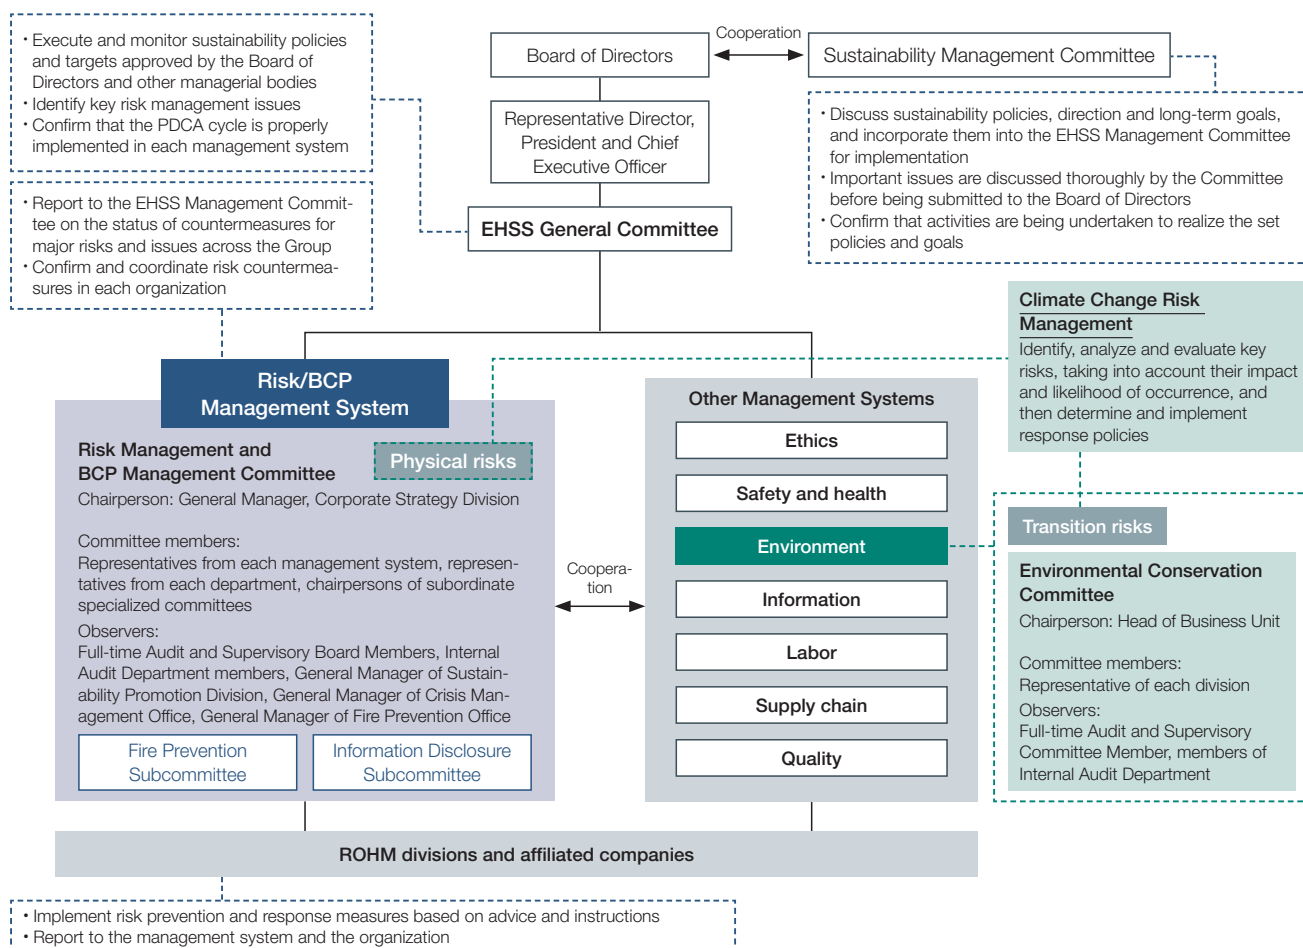 • Execute and monitor sustainability policies
and targets approved by the Board of
Directors and other managerial bodies
• Identify key risk management issues
• Confirm that the PDCA cycle is properly
implemented in each management system
• Report to the EHSS Management Commit-
tee on the status of countermeasures for
major risks and issues across the Group
• Confirm and coordinate risk countermea-
sures in each organization
Board of Directors
Cooperation
Sustainability Management Committee
Representative Director,
President and Chief
Executive Officer
EHSS General Committee
• Discuss sustainability policies, direction and long-term goals,
and incorporate them into the EHSS Management Committee
for implementation
• Important issues are discussed thoroughly by the Committee
before being submitted to the Board of Directors
• Confirm that activities are being undertaken to realize the set
policies and goals
Climate Change Risk
Management
Identify, analyze and evaluate key
risks, taking into account their impact
and likelihood of occurrence, and
then determine and implement
response policies
Risk/BCP
Management System
Risk Management and
BCP Management Committee
Physical risks
Chairperson: General Manager, Corporate Strategy Division
Committee members:
Representatives from each management system, represen-
tatives from each department, chairpersons of subordinate
specialized committees
Observers:
Full-time Audit and Supervisory Board Members, Internal
Audit Department members, General Manager of Sustain-
ability Promotion Division, General Manager of Crisis Man-
agement Office, General Manager of Fire Prevention Office
Fire Prevention
Subcommittee
Information Disclosure
Subcommittee
Coopera-
tion
Other Management Systems
Ethics
Safety and health
Environment
Information
Labor
Supply chain
Quality
Transition risks
Environmental Conservation
Committee
Chairperson: Head of Business Unit
Committee members:
Representative of each division
Observers:
Full-time Audit and Supervisory
Committee Member, members of
Internal Audit Department
ROHM divisions and affiliated companies
• Implement risk prevention and response measures based on advice and instructions
• Report to the management system and the organization